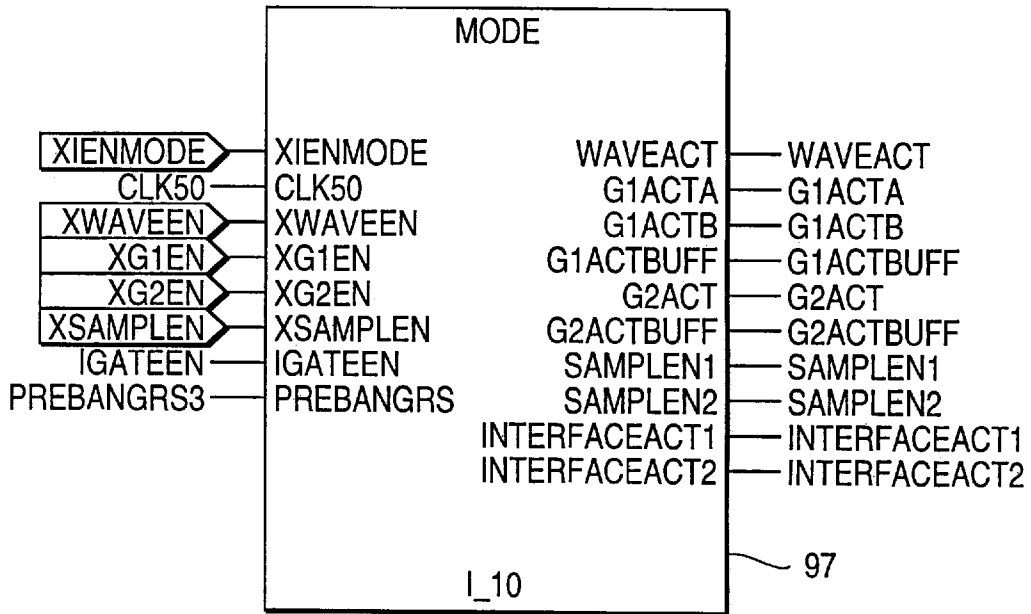 MODE
XIENMODE XIENMODE WAVEACT WAVEACT
CLK50 CLK50 G1ACTA G1ACTA
XWAVEEN XWAVEEN G1ACTB G1ACTB
XG1EN XG1EN G1ACTBUFF G1ACTBUFF
XG2EN XG2EN G2ACT G2ACT
XSAMPLEN XSAMPLEN G2ACTBUFF G2ACTBUFF
IGATEEN IGATEEN SAMPLEN1 SAMPLEN1
PREBANGRS3 PREBANGRS SAMPLEN2 SAMPLEN2
INTERFACEACT1 INTERFACEACT1
INTERFACEACT2 INTERFACEACT2
97
I_10